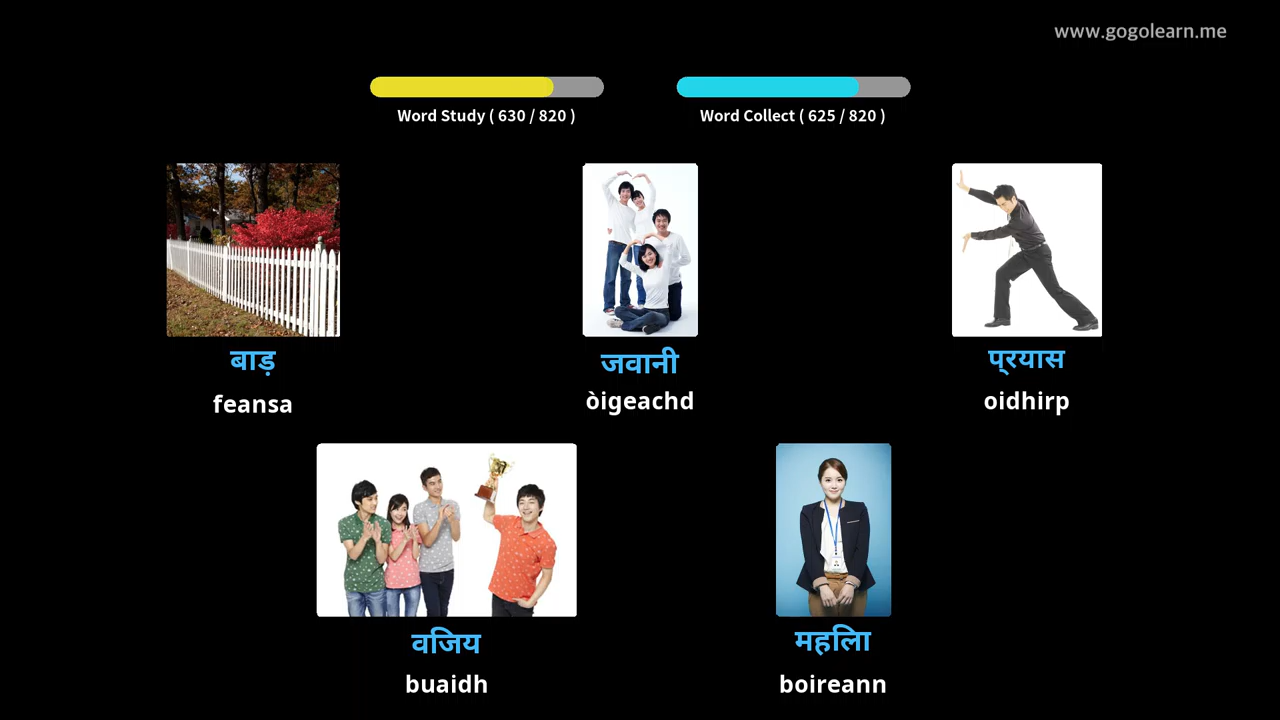 www.gogolearn.me
Word Study ( 630 / 820 )
Word Collect ( 625 / 820 )
बाड़
जवानी
प्‌रयास
feansa
òigeachd
oidhirp
वजिय
महलिा
buaidh
boireann